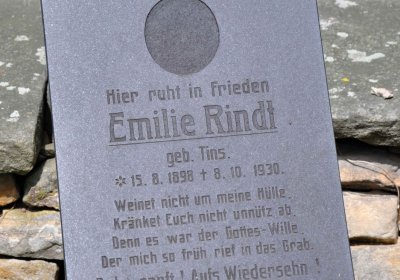 Hier ruht in Frieden
Emilie Rindt
geb. Tins.
* 15. 8. 1898 † 8. 10. 1930.
Weinet nicht um meine Hülle,
Kränket Euch nicht unnütz ab,
Denn es war der Gottes-Wille
Der mich so früh rief in das Grab.
sanft! Aufs Wiedersehn!